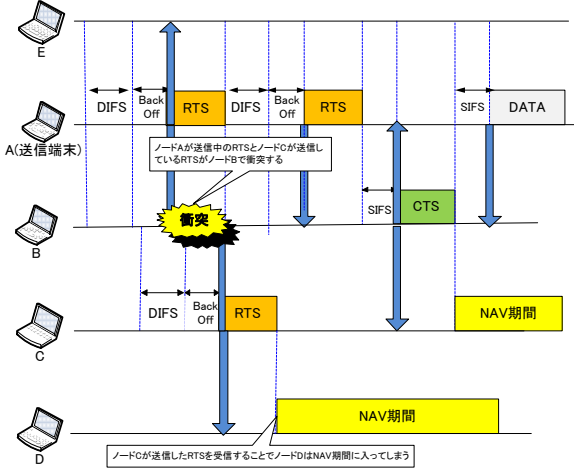 E
DIFS
Back
Off
RTS
DIFS
Back
Off
RTS
SIFS
DATA
A(送信端末)
ノードAが送信中のRTSとノードCが送信し
ているRTSがノードBで衝突する
衝突
SIFS
CTS
B
DIFS
Back
Off
RTS
NAV期間
C
NAV期間
D
ノードCが送信したRTSを受信することでノードDはNAV期間に入ってしまう